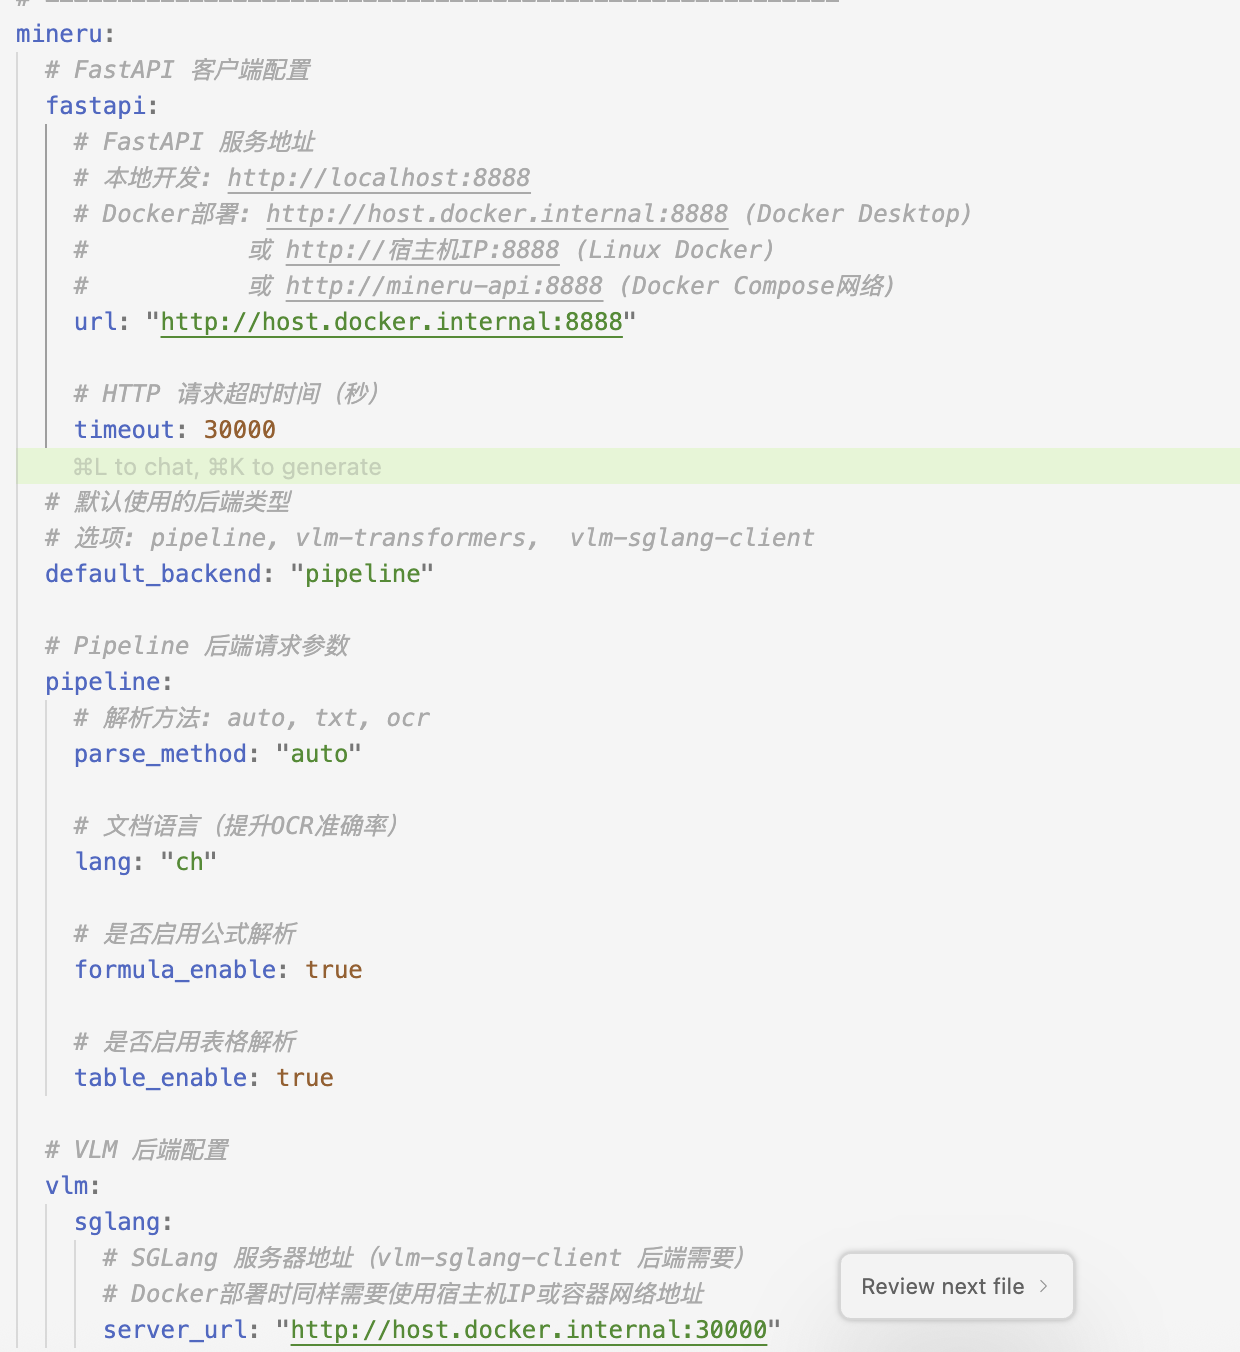 mineru:
# FastAPI 客户端配置
fastapi:
# FastAPI 服务地址
# 本地开发: http://localhost:8888
# Docker部署: http://host.docker.internal:8888 (Docker Desktop)
# 或 http://宿主机IP:8888 (Linux Docker)
# 或 http://mineru-api:8888 (Docker Compose网络)
url: "http://host.docker.internal:8888"
# HTTP 请求超时时间（秒）
timeout: 30000
⌘L to chat, ⌘K to generate
# 默认使用的后端类型
# 选项: pipeline, vlm-transformers,  vlm-sglang-client
default_backend: "pipeline"
# Pipeline 后端请求参数
pipeline:
# 解析方法: auto, txt, ocr
parse_method: "auto"
# 文档语言（提升OCR准确率）
lang: "ch"
# 是否启用公式解析
formula_enable: true
# 是否启用表格解析
table_enable: true
# VLM 后端配置
vlm:
sglang:
# SGLang 服务器地址（vlm-sglang-client 后端需要）
# Docker部署时同样需要使用宿主机IP或容器网络地址
server_url: "http://host.docker.internal:30000"
Review next file